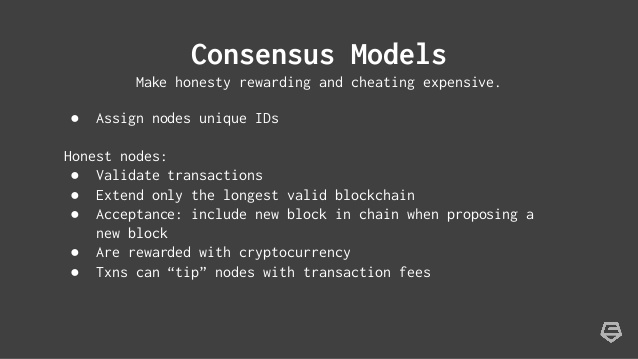 Consensus Models
Make honesty rewarding and cheating expensive.
● Assign nodes unique IDs
Honest nodes:
● Validate transactions
● Extend only the longest valid blockchain
● Acceptance: include new block in chain when proposing a
new block
● Are rewarded with cryptocurrency
● Txns can “tip” nodes with transaction fees